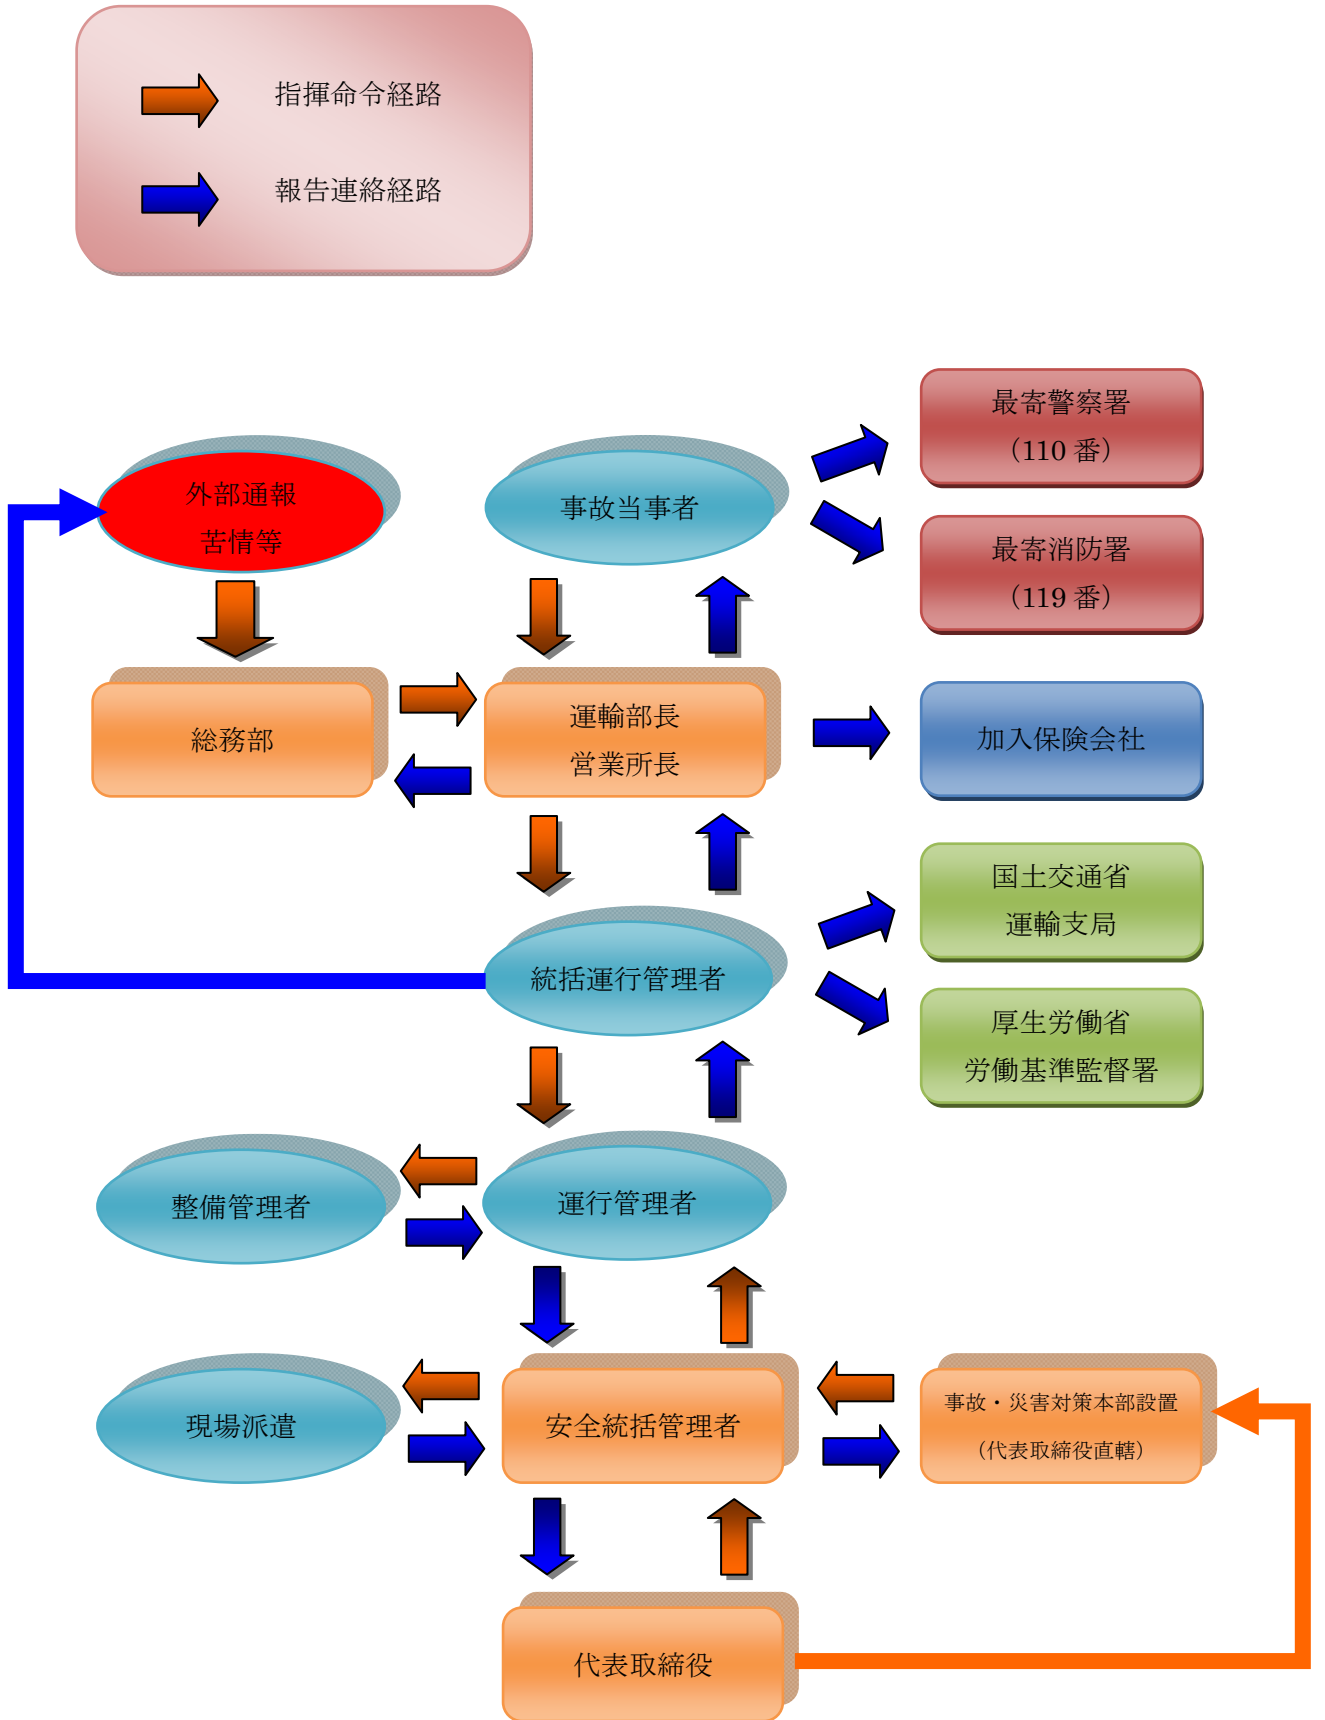 指揮命令経路
報告連絡経路
最寄警察署
（110 番）
外部通報
苦情等
事故当事者
最寄消防署
（119 番）
総務部
運輸部長
営業所長
加入保険会社
国土交通省
運輸支局
統括運行管理者
厚生労働省
労働基準監督署
整備管理者
運行管理者
現場派遣
安全統括管理者
事故・災害対策本部設置
（代表取締役直轄）
代表取締役